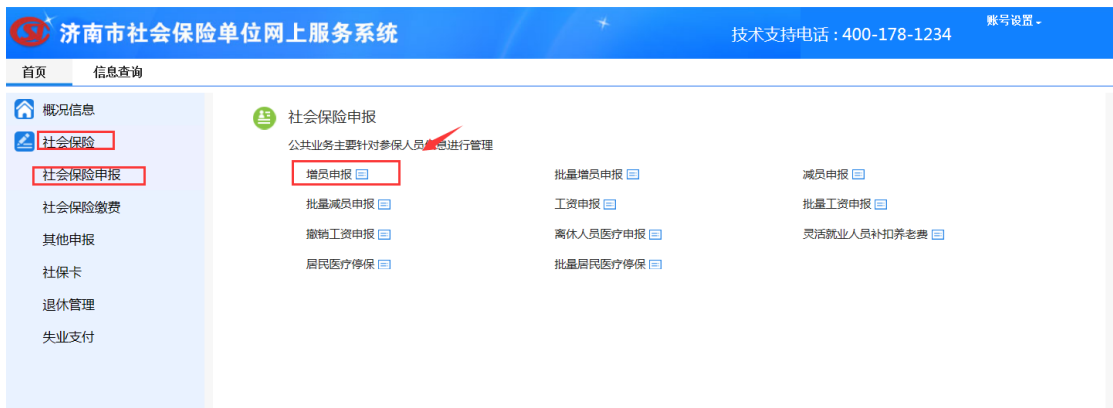 济南市社会保险单位网上服务系统
技术支持电话：400-178-1234
账号设置
首页 信息查询
概况信息
社会保险
社会保险申报
社会保险缴费
其他申报
社保卡
退休管理
失业支付
社会保险申报
公共业务主要针对参保人员信息进行管理
增员申报 批量增员申报 减员申报
批量减员申报 工资申报 批量工资申报
撤销工资申报 离休人员医疗申报 灵活就业人员补扣养老费
居民医疗停保 批量居民医疗停保